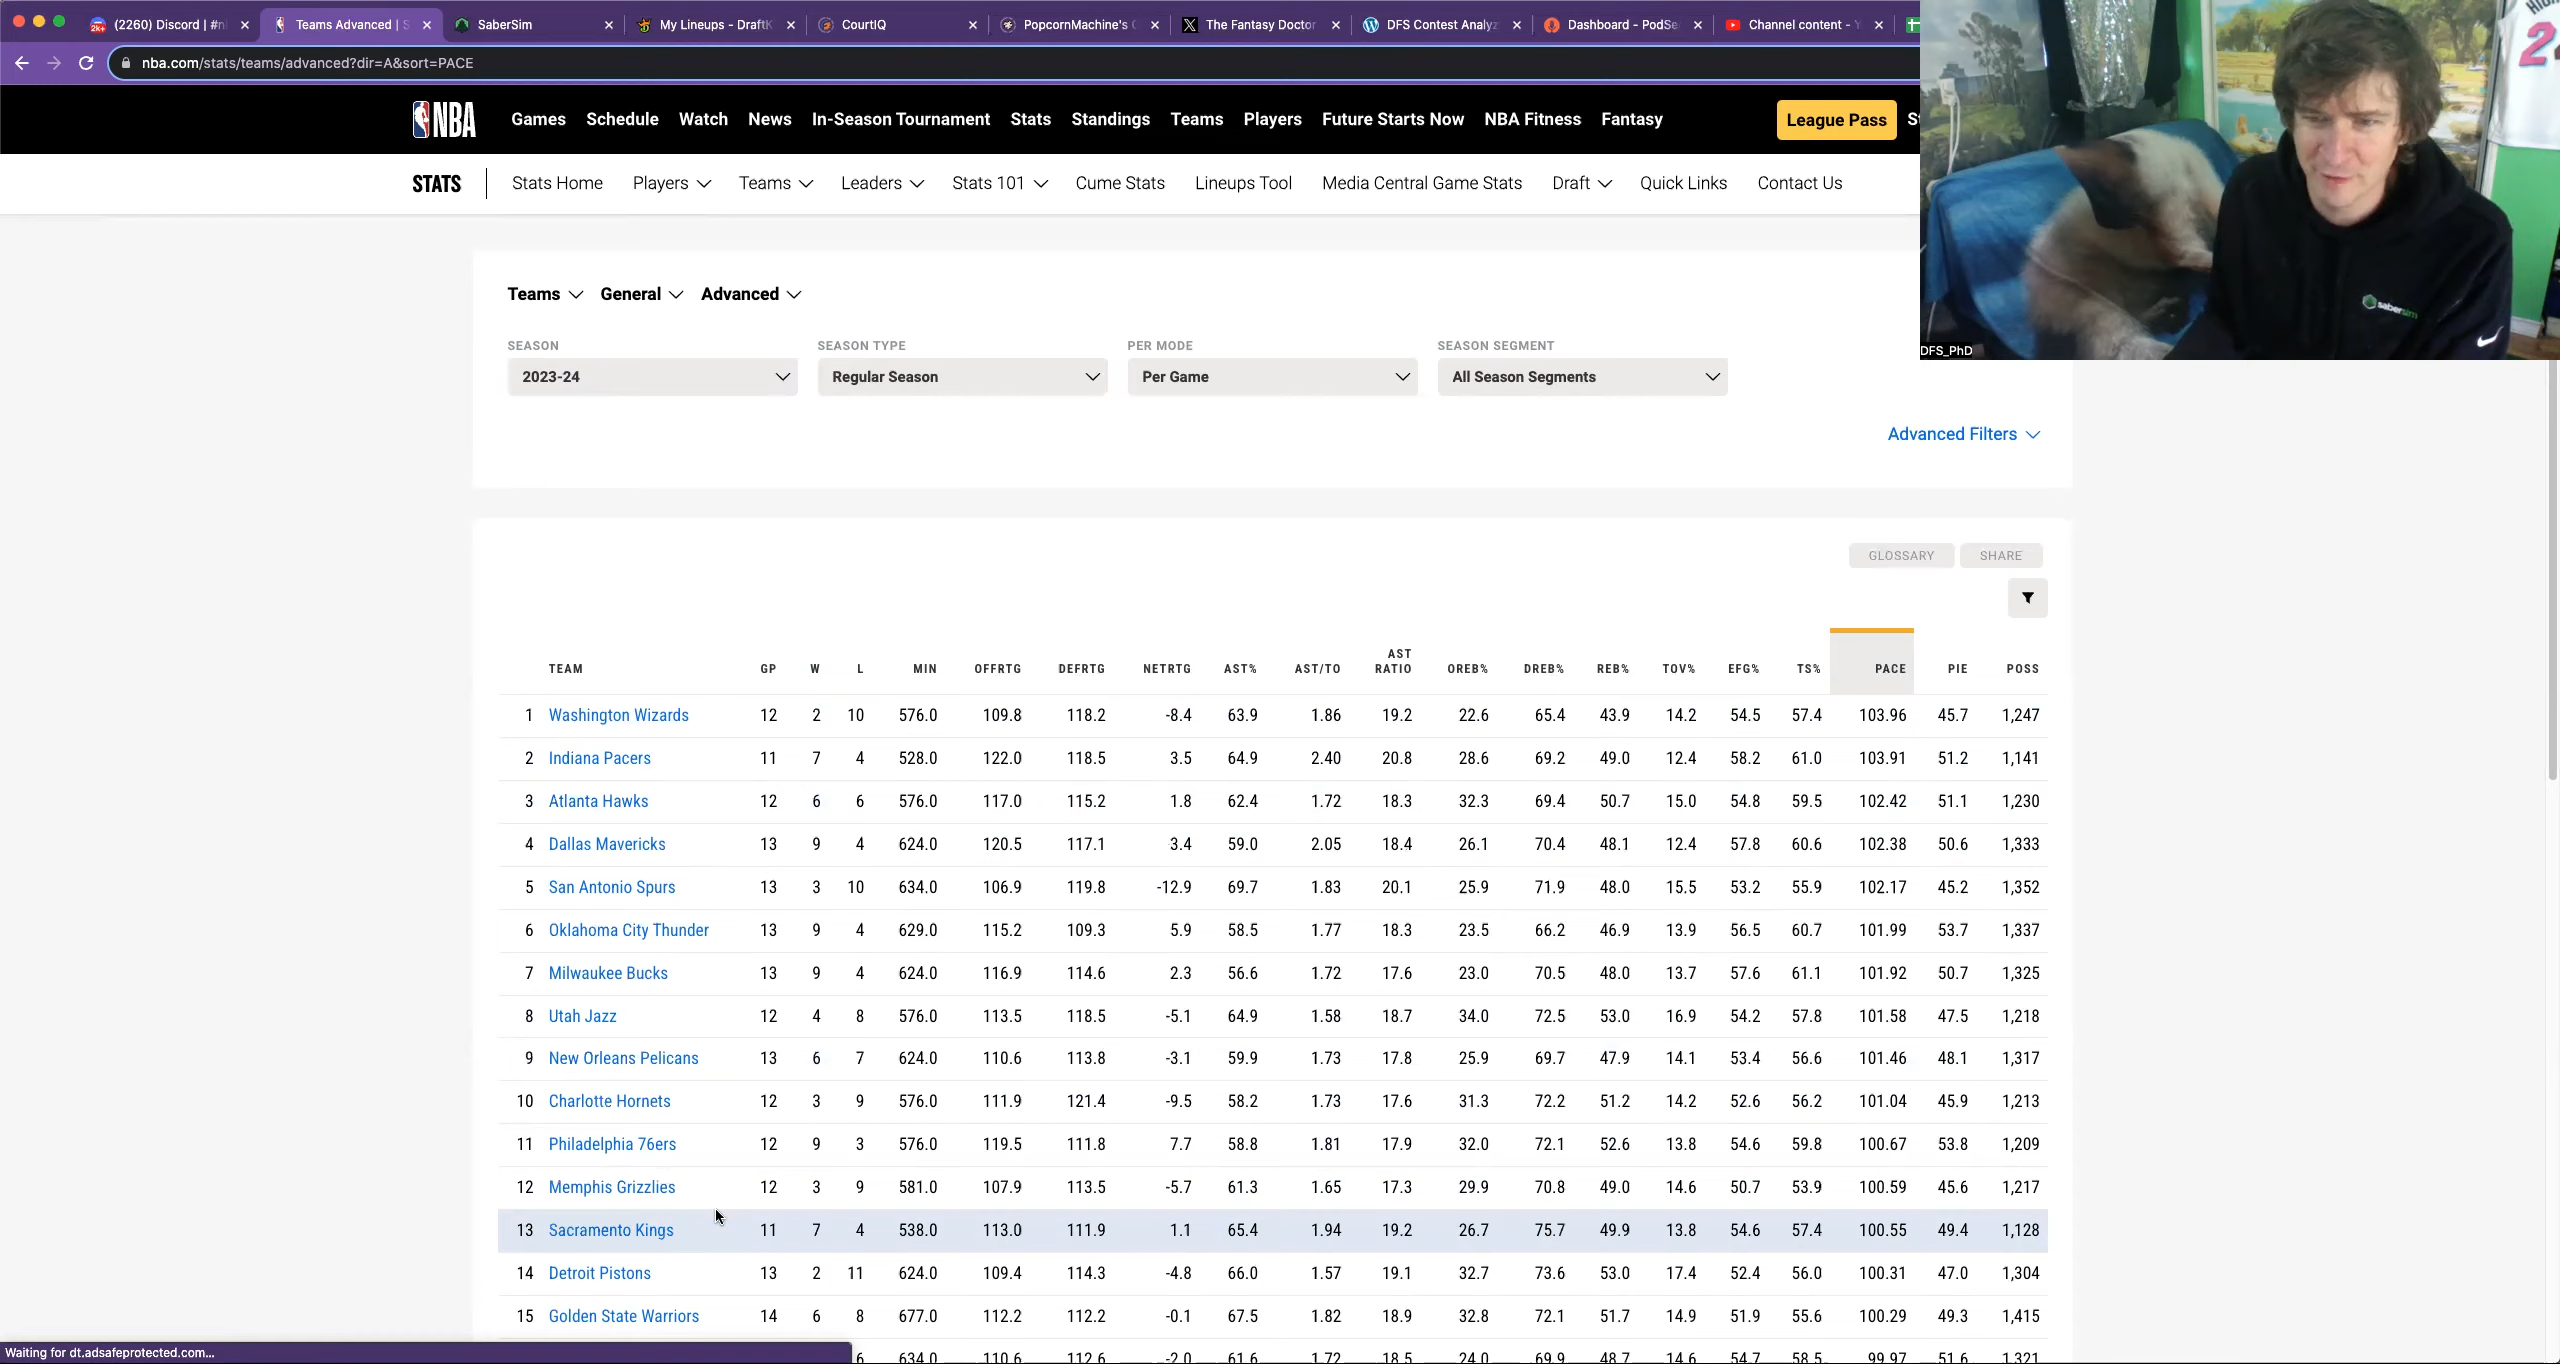 (2260) Discord | #n
Teams Advanced | S
SaberSim
My Lineups - DraftK
CourtIQ
PopcornMachine's
The Fantasy Doctor
DFS Contest Analyz
Dashboard - PodSe
Channel content -
nba.com/stats/teams/advanced?dir=A&sort=PACE
NBA
Games Schedule Watch News In-Season Tournament Stats Standings Teams Players Future Starts Now NBA Fitness Fantasy League Pass
STATS Stats Home Players Teams Leaders Stats 101 Cume Stats Lineups Tool Media Central Game Stats Draft Quick Links Contact Us
sabersim
DFS_PhD
Teams General Advanced
SEASON SEASON TYPE PER MODE SEASON SEGMENT
2023-24 Regular Season Per Game All Season Segments
Advanced Filters
GLOSSARY SHARE
TEAM GP W L MIN OFFRTG DEFRTG NETRTG AST% AST/TO AST RATIO OREB% DREB% REB% TOV% EFG% TS% PACE PIE POSS
1 Washington Wizards 12 2 10 576.0 109.8 118.2 -8.4 63.9 1.86 19.2 22.6 65.4 43.9 14.2 54.5 57.4 103.96 45.7 1,247
2 Indiana Pacers 11 7 4 528.0 122.0 118.5 3.5 64.9 2.40 20.8 28.6 69.2 49.0 12.4 58.2 61.0 103.91 51.2 1,141
3 Atlanta Hawks 12 6 6 576.0 117.0 115.2 1.8 62.4 1.72 18.3 32.3 69.4 50.7 15.0 54.8 59.5 102.42 51.1 1,230
4 Dallas Mavericks 13 9 4 624.0 120.5 117.1 3.4 59.0 2.05 18.4 26.1 70.4 48.1 12.4 57.8 60.6 102.38 50.6 1,333
5 San Antonio Spurs 13 3 10 634.0 106.9 119.8 -12.9 69.7 1.83 20.1 25.9 71.9 48.0 15.5 53.2 55.9 102.17 45.2 1,352
6 Oklahoma City Thunder 13 9 4 629.0 115.2 109.3 5.9 58.5 1.77 18.3 23.5 66.2 46.9 13.9 56.5 60.7 101.99 53.7 1,337
7 Milwaukee Bucks 13 9 4 624.0 116.9 114.6 2.3 56.6 1.72 17.6 23.0 70.5 48.0 13.7 57.6 61.1 101.92 50.7 1,325
8 Utah Jazz 12 4 8 576.0 113.5 118.5 -5.1 64.9 1.58 18.7 34.0 72.5 53.0 16.9 54.2 57.8 101.58 47.5 1,218
9 New Orleans Pelicans 13 6 7 624.0 110.6 113.8 -3.1 59.9 1.73 17.8 25.9 69.7 47.9 14.1 53.4 56.6 101.46 48.1 1,317
10 Charlotte Hornets 12 3 9 576.0 111.9 121.4 -9.5 58.2 1.73 17.6 31.3 72.2 51.2 14.2 52.6 56.2 101.04 45.9 1,213
11 Philadelphia 76ers 12 9 3 576.0 119.5 111.8 7.7 58.8 1.81 17.9 32.0 72.1 52.6 13.8 54.6 59.8 100.67 53.8 1,209
12 Memphis Grizzlies 12 3 9 581.0 107.9 113.5 -5.7 61.3 1.65 17.3 29.9 70.8 49.0 14.6 50.7 53.9 100.59 45.6 1,217
13 Sacramento Kings 11 7 4 538.0 113.0 111.9 1.1 65.4 1.94 19.2 26.7 75.7 49.9 13.8 54.6 57.4 100.55 49.4 1,128
14 Detroit Pistons 13 2 11 624.0 109.4 114.3 -4.8 66.0 1.57 19.1 32.7 73.6 53.0 17.4 52.4 56.0 100.31 47.0 1,304
15 Golden State Warriors 14 6 8 677.0 112.2 112.2 -0.1 67.5 1.82 18.9 32.8 72.1 51.7 14.9 51.9 55.6 100.29 49.3 1,415
6 634.0 110.6 112.6 -2.0 61.6 1.72 18.5 24.0 69.9 48.7 14.6 54.7 58.5 99.97 51.6 1,321
Waiting for dt.adsafeprotected.com...